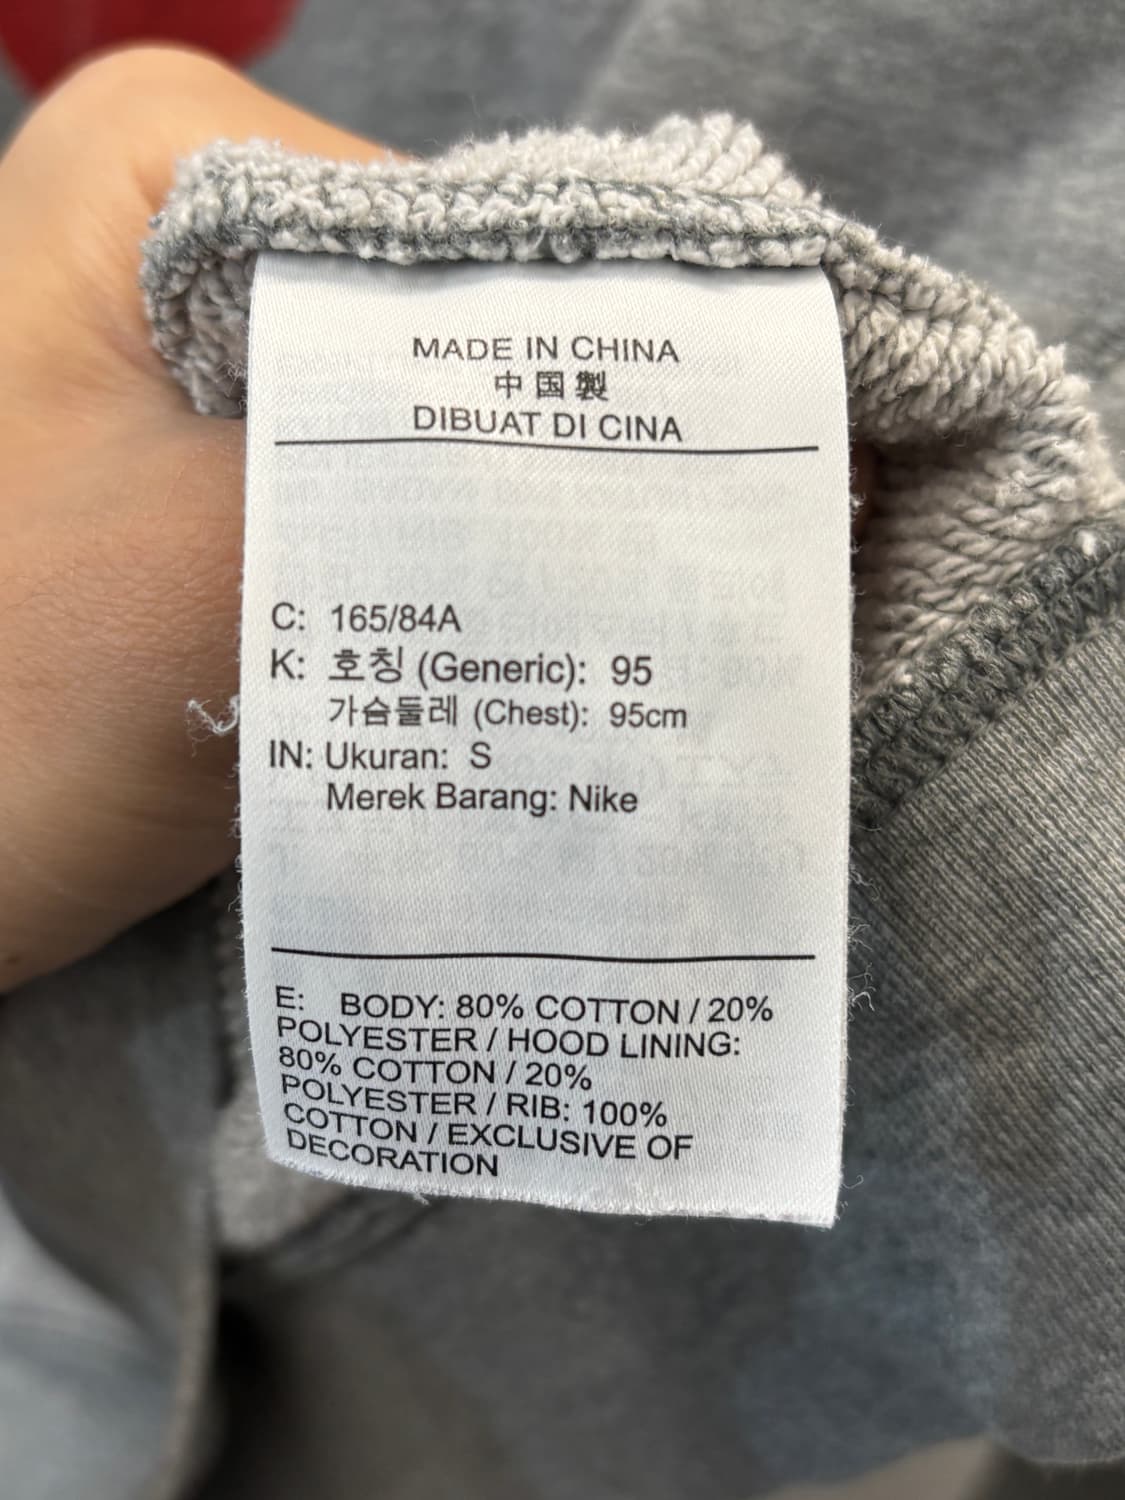 MADE IN CHINA
中国製
DIBUAT DI CINA
C: 165/84A
K: 호칭 (Generic): 95
가슴둘레 (Chest): 95cm
IN: Ukuran: S
Merek Barang: Nike
E: BODY: 80% COTTON / 20%
POLYESTER / HOOD LINING:
80% COTTON / 20%
POLYESTER / RIB: 100%
COTTON / EXCLUSIVE OF
DECORATION